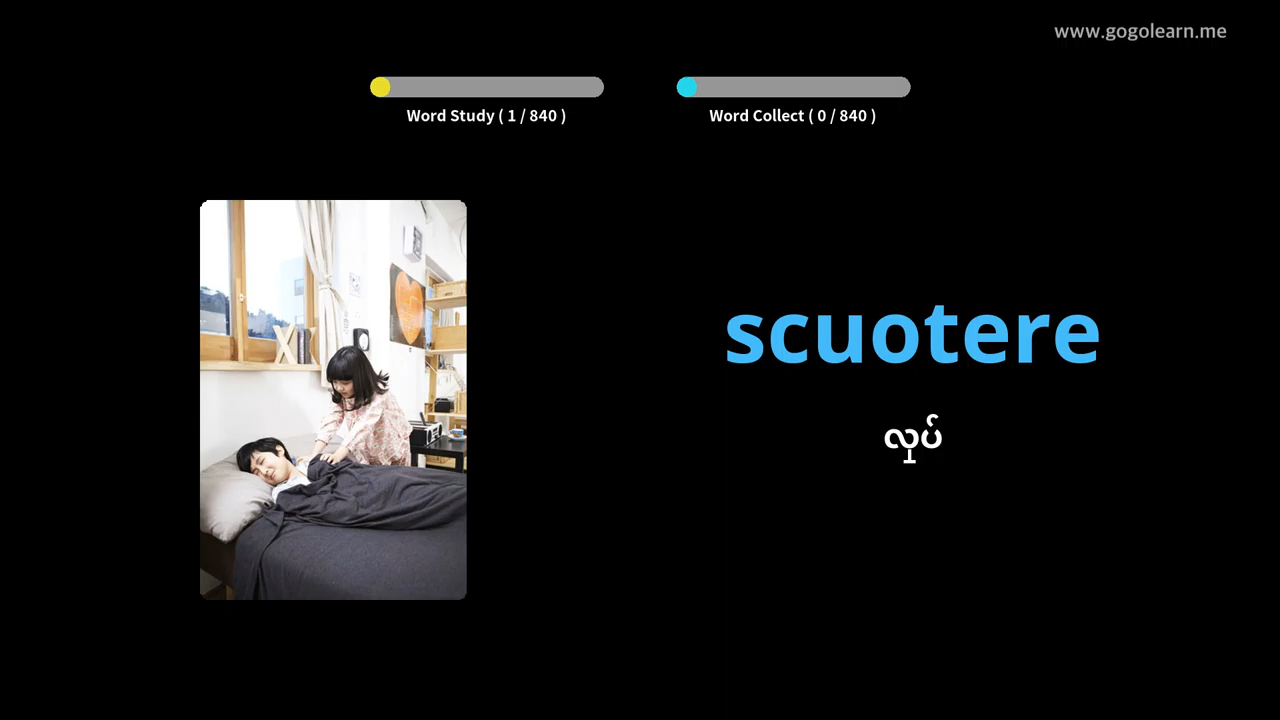 www.gogolearn.me
Word Study ( 1 / 840 )
Word Collect ( 0 / 840 )
scuotere
လှုပ်